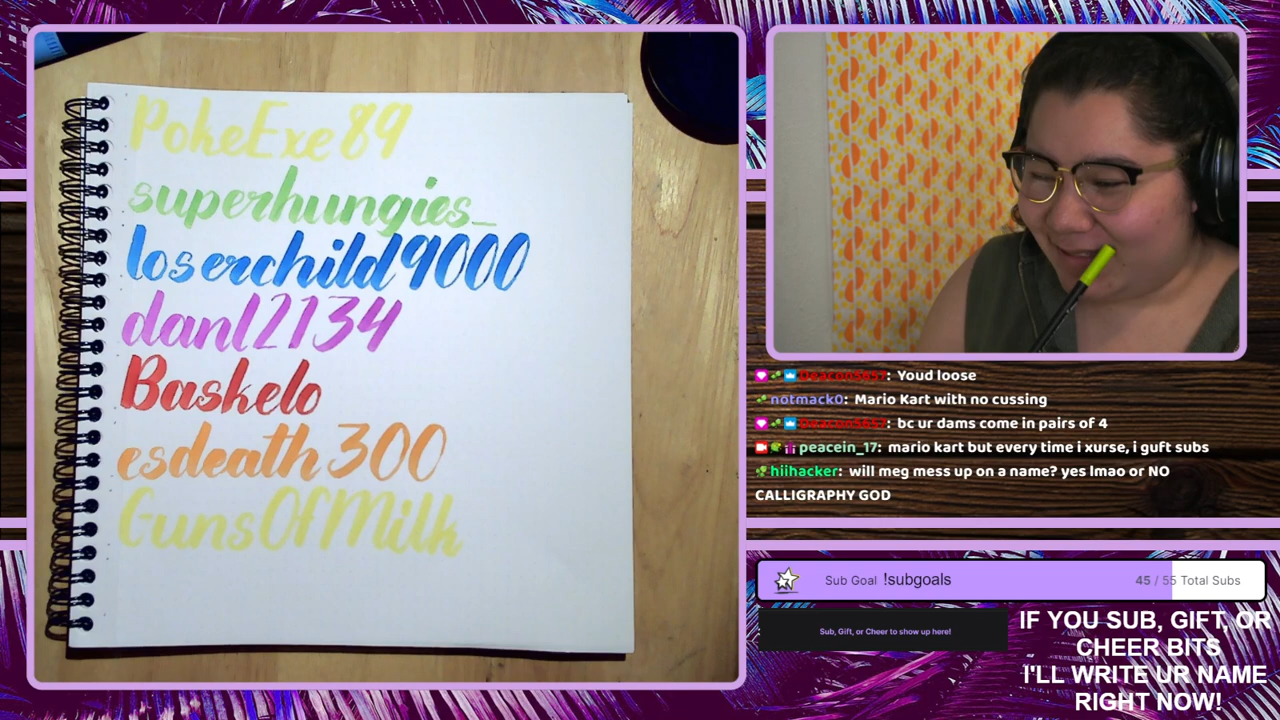 PokeExe89
superhungies_
loserchild9000
danl2134
Baskelo
esdeath300
GunsOfMilk
Deacon5657: Youd loose
notmack0: Mario Kart with no cussing
Deacon5657: bc ur dams come in pairs of 4
peacein_17: mario kart but every time i xurse, i guft subs
hiihacker: will meg mess up on a name? yes lmao or NO
CALLIGRAPHY GOD
Sub Goal !subgoals 45 / 55 Total Subs
Sub, Gift, or Cheer to show up here!
IF YOU SUB, GIFT, OR
CHEER BITS
I'LL WRITE UR NAME
RIGHT NOW!